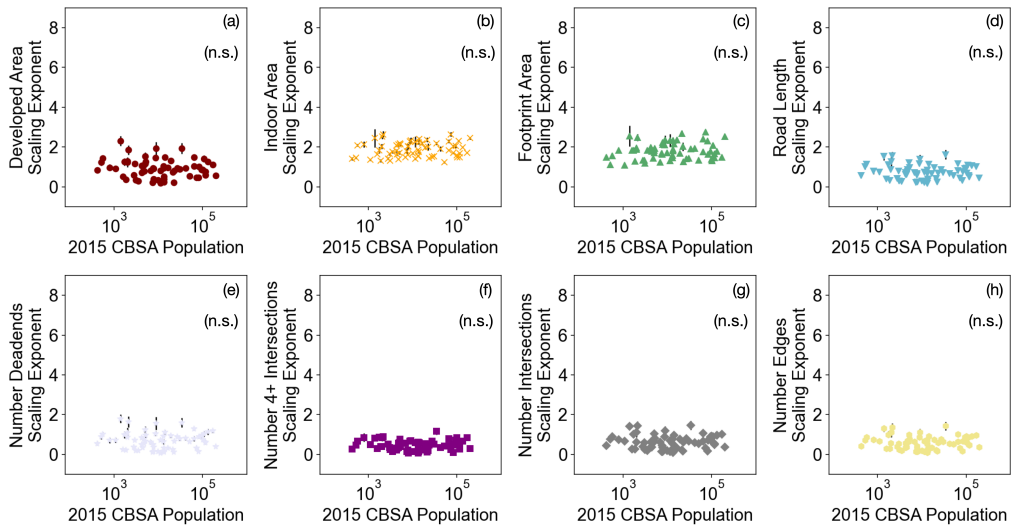 (a)
(n.s.)
Developed Area
Scaling Exponent
8
6
4
2
0
10^3
10^5
2015 CBSA Population
(b)
(n.s.)
Indoor Area
Scaling Exponent
8
6
4
2
0
10^3
10^5
2015 CBSA Population
(c)
(n.s.)
Footprint Area
Scaling Exponent
8
6
4
2
0
10^3
10^5
2015 CBSA Population
(d)
(n.s.)
Road Length
Scaling Exponent
8
6
4
2
0
10^3
10^5
2015 CBSA Population
(e)
(n.s.)
Number Deadends
Scaling Exponent
8
6
4
2
0
10^3
10^5
2015 CBSA Population
(f)
(n.s.)
Number 4+ Intersections
Scaling Exponent
8
6
4
2
0
10^3
10^5
2015 CBSA Population
(g)
(n.s.)
Number Intersections
Scaling Exponent
8
6
4
2
0
10^3
10^5
2015 CBSA Population
(h)
(n.s.)
Number Edges
Scaling Exponent
8
6
4
2
0
10^3
10^5
2015 CBSA Population